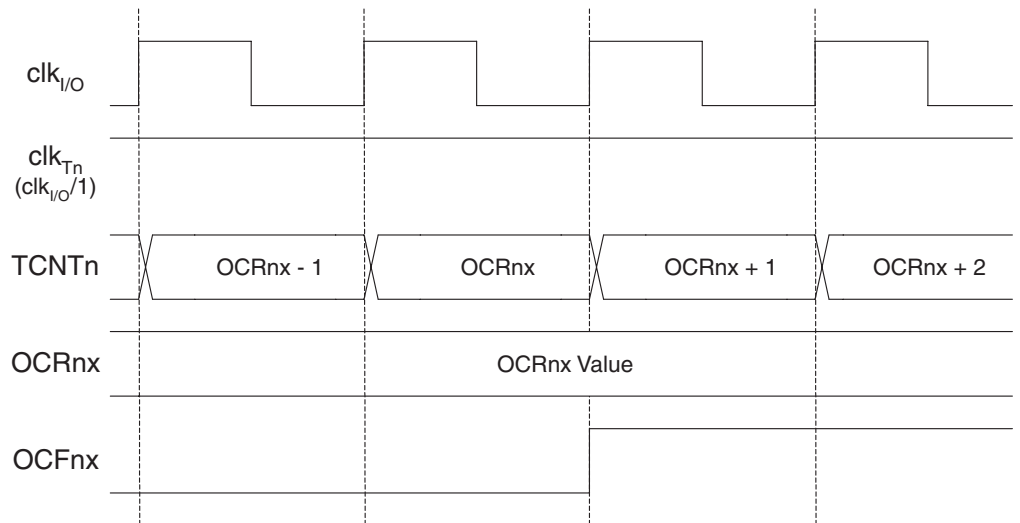 clkI/O
clkTn
(clkI/O/1)
TCNTn
OCRnx - 1
OCRnx
OCRnx + 1
OCRnx + 2
OCRnx
OCRnx Value
OCFnx